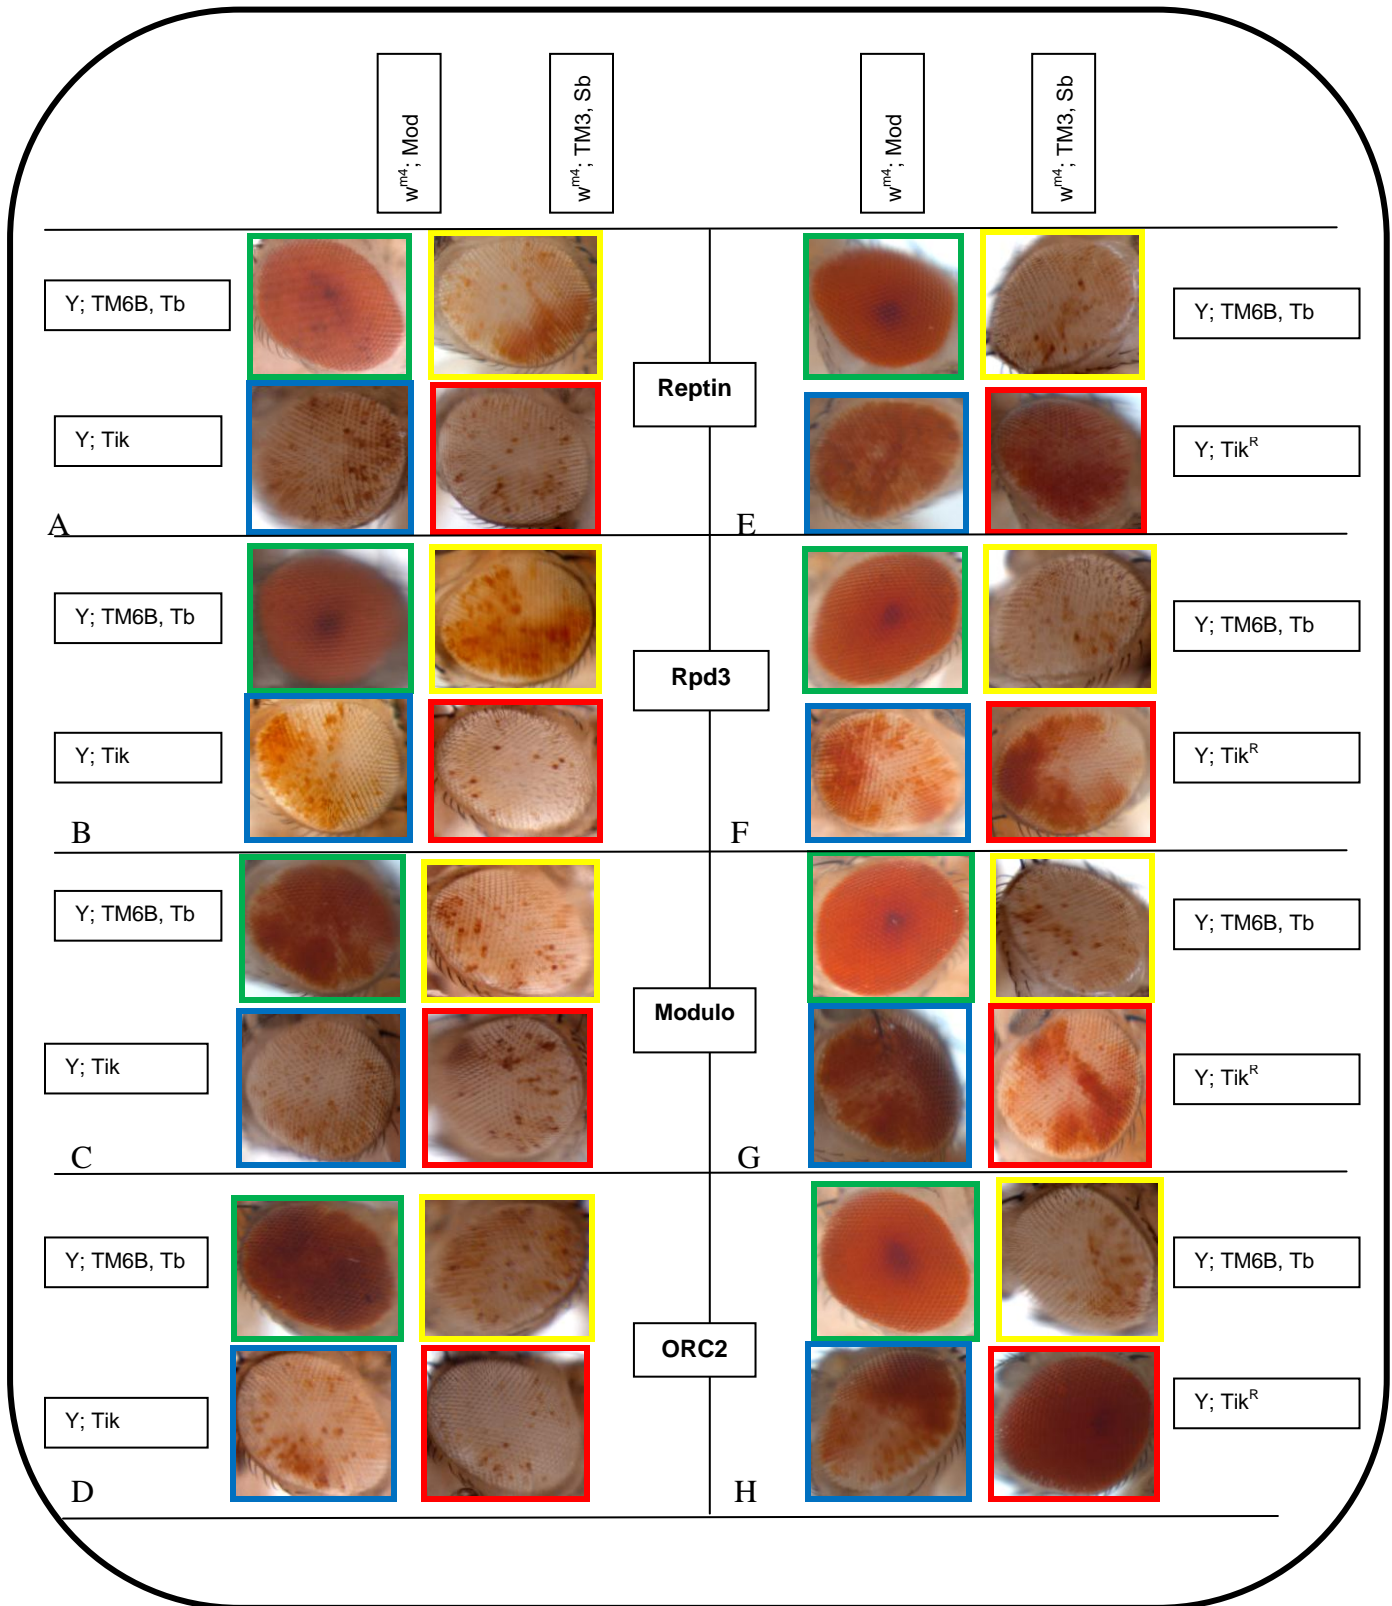 w^m4; Mod
w^m4; TM3, Sb
w^m4; Mod
w^m4; TM3, Sb
Y; TM6B, Tb
Y; TM6B, Tb
Reptin
Y; Tik
Y; Tik^R
A
E
Y; TM6B, Tb
Y; TM6B, Tb
Rpd3
Y; Tik
Y; Tik^R
B
F
Y; TM6B, Tb
Y; TM6B, Tb
Modulo
Y; Tik
Y; Tik^R
C
G
Y; TM6B, Tb
Y; TM6B, Tb
ORC2
Y; Tik
Y; Tik^R
D
H